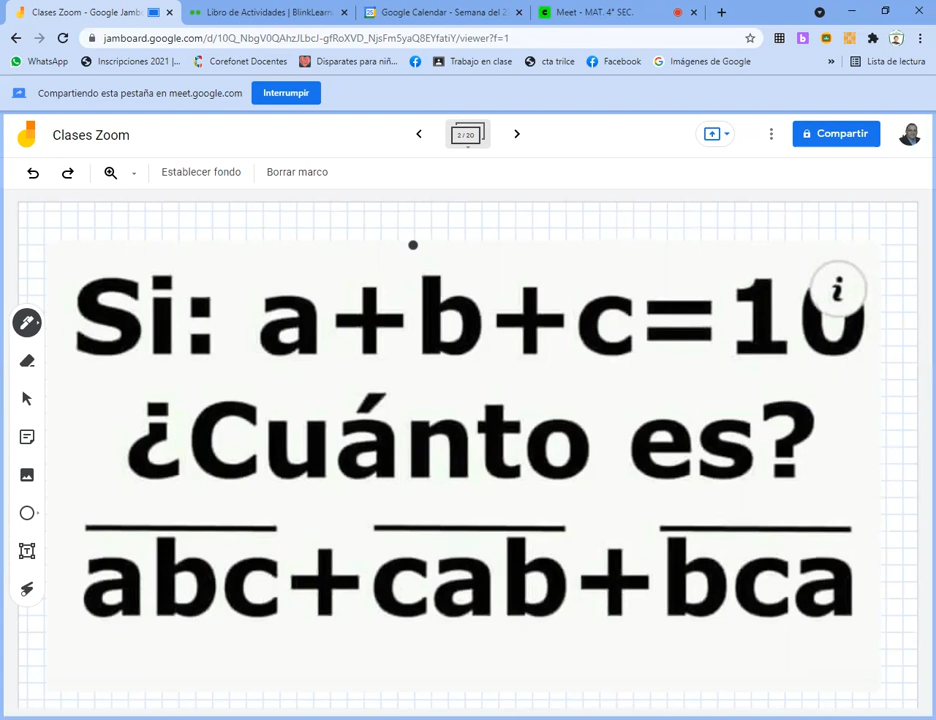 Clases Zoom - Google Jamb
Libro de Actividades | BlinkLearn
Google Calendar - Semana del 2
Meet - MAT. 4° SEC.
jamboard.google.com/d/10Q_NbgV0QAhzJLbcJ-gfRoXVD_NjsFm5yaQ8EYfatiY/viewer?f=1
WhatsApp
Inscripciones 2021 |...
Corefonet Docentes
Disparates para niñ...
Trabajo en clase
cta trilce
Facebook
Imágenes de Google
»
Lista de lectura
Compartiendo esta pestaña en meet.google.com
Interrumpir
Clases Zoom
2 / 20
Compartir
Establecer fondo
Borrar marco
Si: a+b+c=10
¿Cuánto es?
abc+cab+bca